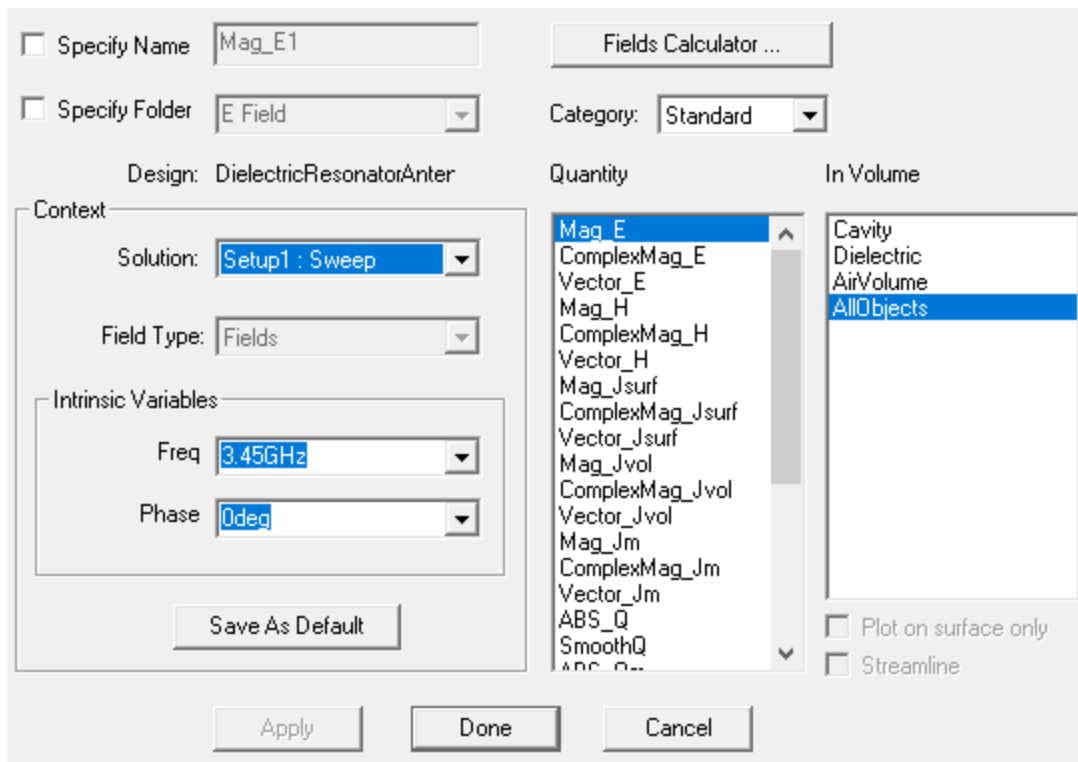 Specify Name Mag_E1 Fields Calculator ...
Specify Folder E Field Category: Standard
Design: DielectricResonatorAnter Quantity In Volume
Context
Solution: Setup1 : Sweep
Field Type: Fields
Intrinsic Variables
Freq 3.45GHz
Phase 0deg
Save As Default
Mag_E
ComplexMag_E
Vector_E
Mag_H
ComplexMag_H
Vector_H
Mag_Jsurf
ComplexMag_Jsurf
Vector_Jsurf
Mag_Jvol
ComplexMag_Jvol
Vector_Jvol
Mag_Jm
ComplexMag_Jm
Vector_Jm
ABS_Q
SmoothQ
Cavity
Dielectric
AirVolume
AllObjects
Plot on surface only
Streamline
Apply Done Cancel